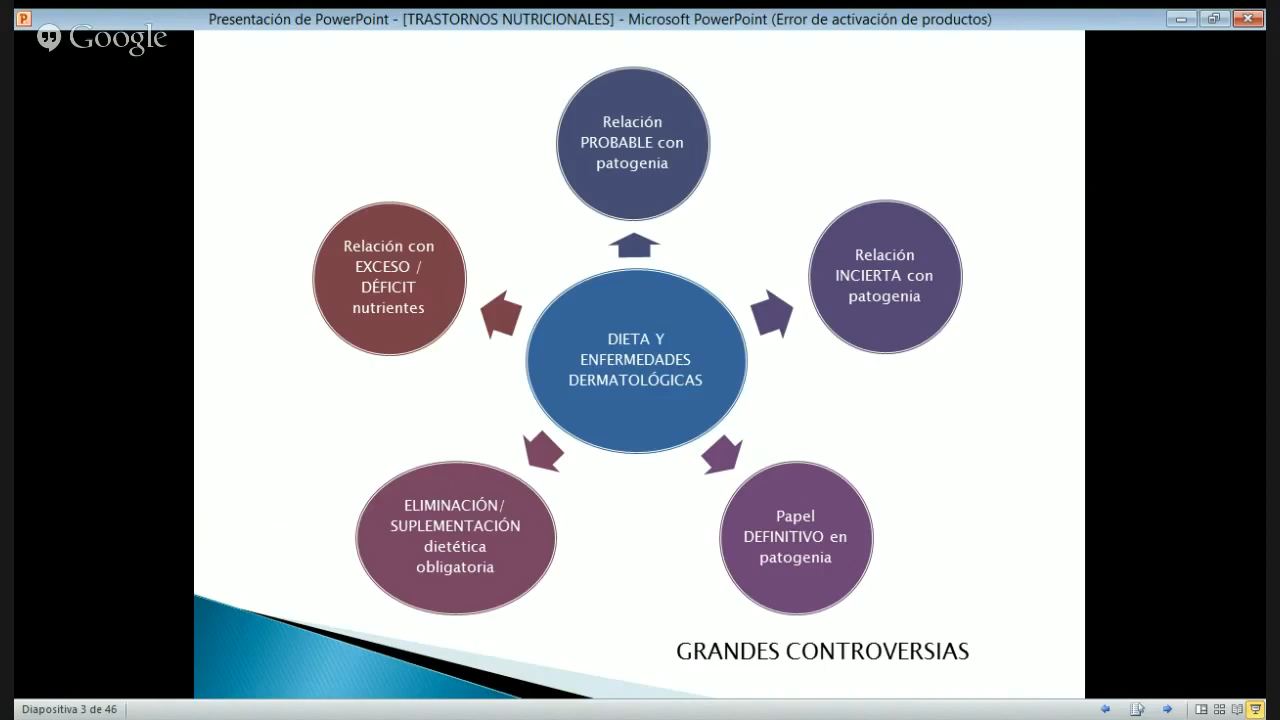 Presentación de PowerPoint - [TRASTORNOS NUTRICIONALES] - Microsoft PowerPoint (Error de activación de productos)
Google
Relación
PROBABLE con
patogenia
Relación con
EXCESO /
DÉFICIT
nutrientes
Relación
INCIERTA con
patogenia
DIETA Y
ENFERMEDADES
DERMATOLÓGICAS
ELIMINACIÓN/
SUPLEMENTACIÓN
dietética
obligatoria
Papel
DEFINITIVO en
patogenia
GRANDES CONTROVERSIAS
Diapositiva 3 de 46